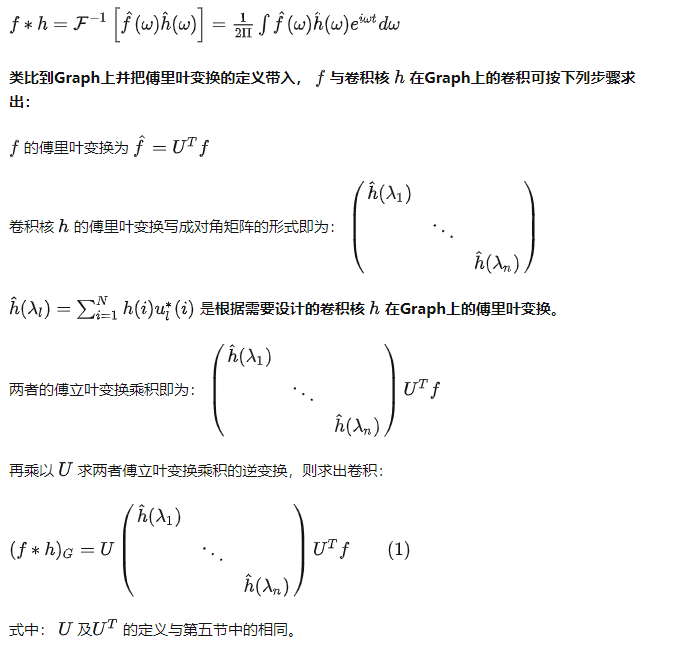 $f * h = \mathcal{F}^{-1}\left[\hat{f}(\omega)\hat{h}(\omega)\right] = \frac{1}{2\Pi}\int \hat{f}(\omega)\hat{h}(\omega)e^{i\omega t}d\omega$
类比到Graph上并把傅里叶变换的定义带入， $f$ 与卷积核 $h$ 在Graph上的卷积可按下列步骤求
出：
$f$ 的傅里叶变换为 $\hat{f} = U^T f$
卷积核 $h$ 的傅里叶变换写成对角矩阵的形式即为： $\begin{pmatrix} \hat{h}(\lambda_1) & & \\ & \ddots & \\ & & \hat{h}(\lambda_n) \end{pmatrix}$
$\hat{h}(\lambda_l) = \sum_{i=1}^{N} h(i)u_l^*(i)$ 是根据需要设计的卷积核 $h$ 在Graph上的傅里叶变换。
两者的傅立叶变换乘积即为： $\begin{pmatrix} \hat{h}(\lambda_1) & & \\ & \ddots & \\ & & \hat{h}(\lambda_n) \end{pmatrix} U^T f$
再乘以 $U$ 求两者傅立叶变换乘积的逆变换，则求出卷积：
$(f * h)_G = U \begin{pmatrix} \hat{h}(\lambda_1) & & \\ & \ddots & \\ & & \hat{h}(\lambda_n) \end{pmatrix} U^T f \quad (1)$
式中： $U$ 及$U^T$ 的定义与第五节中的相同。